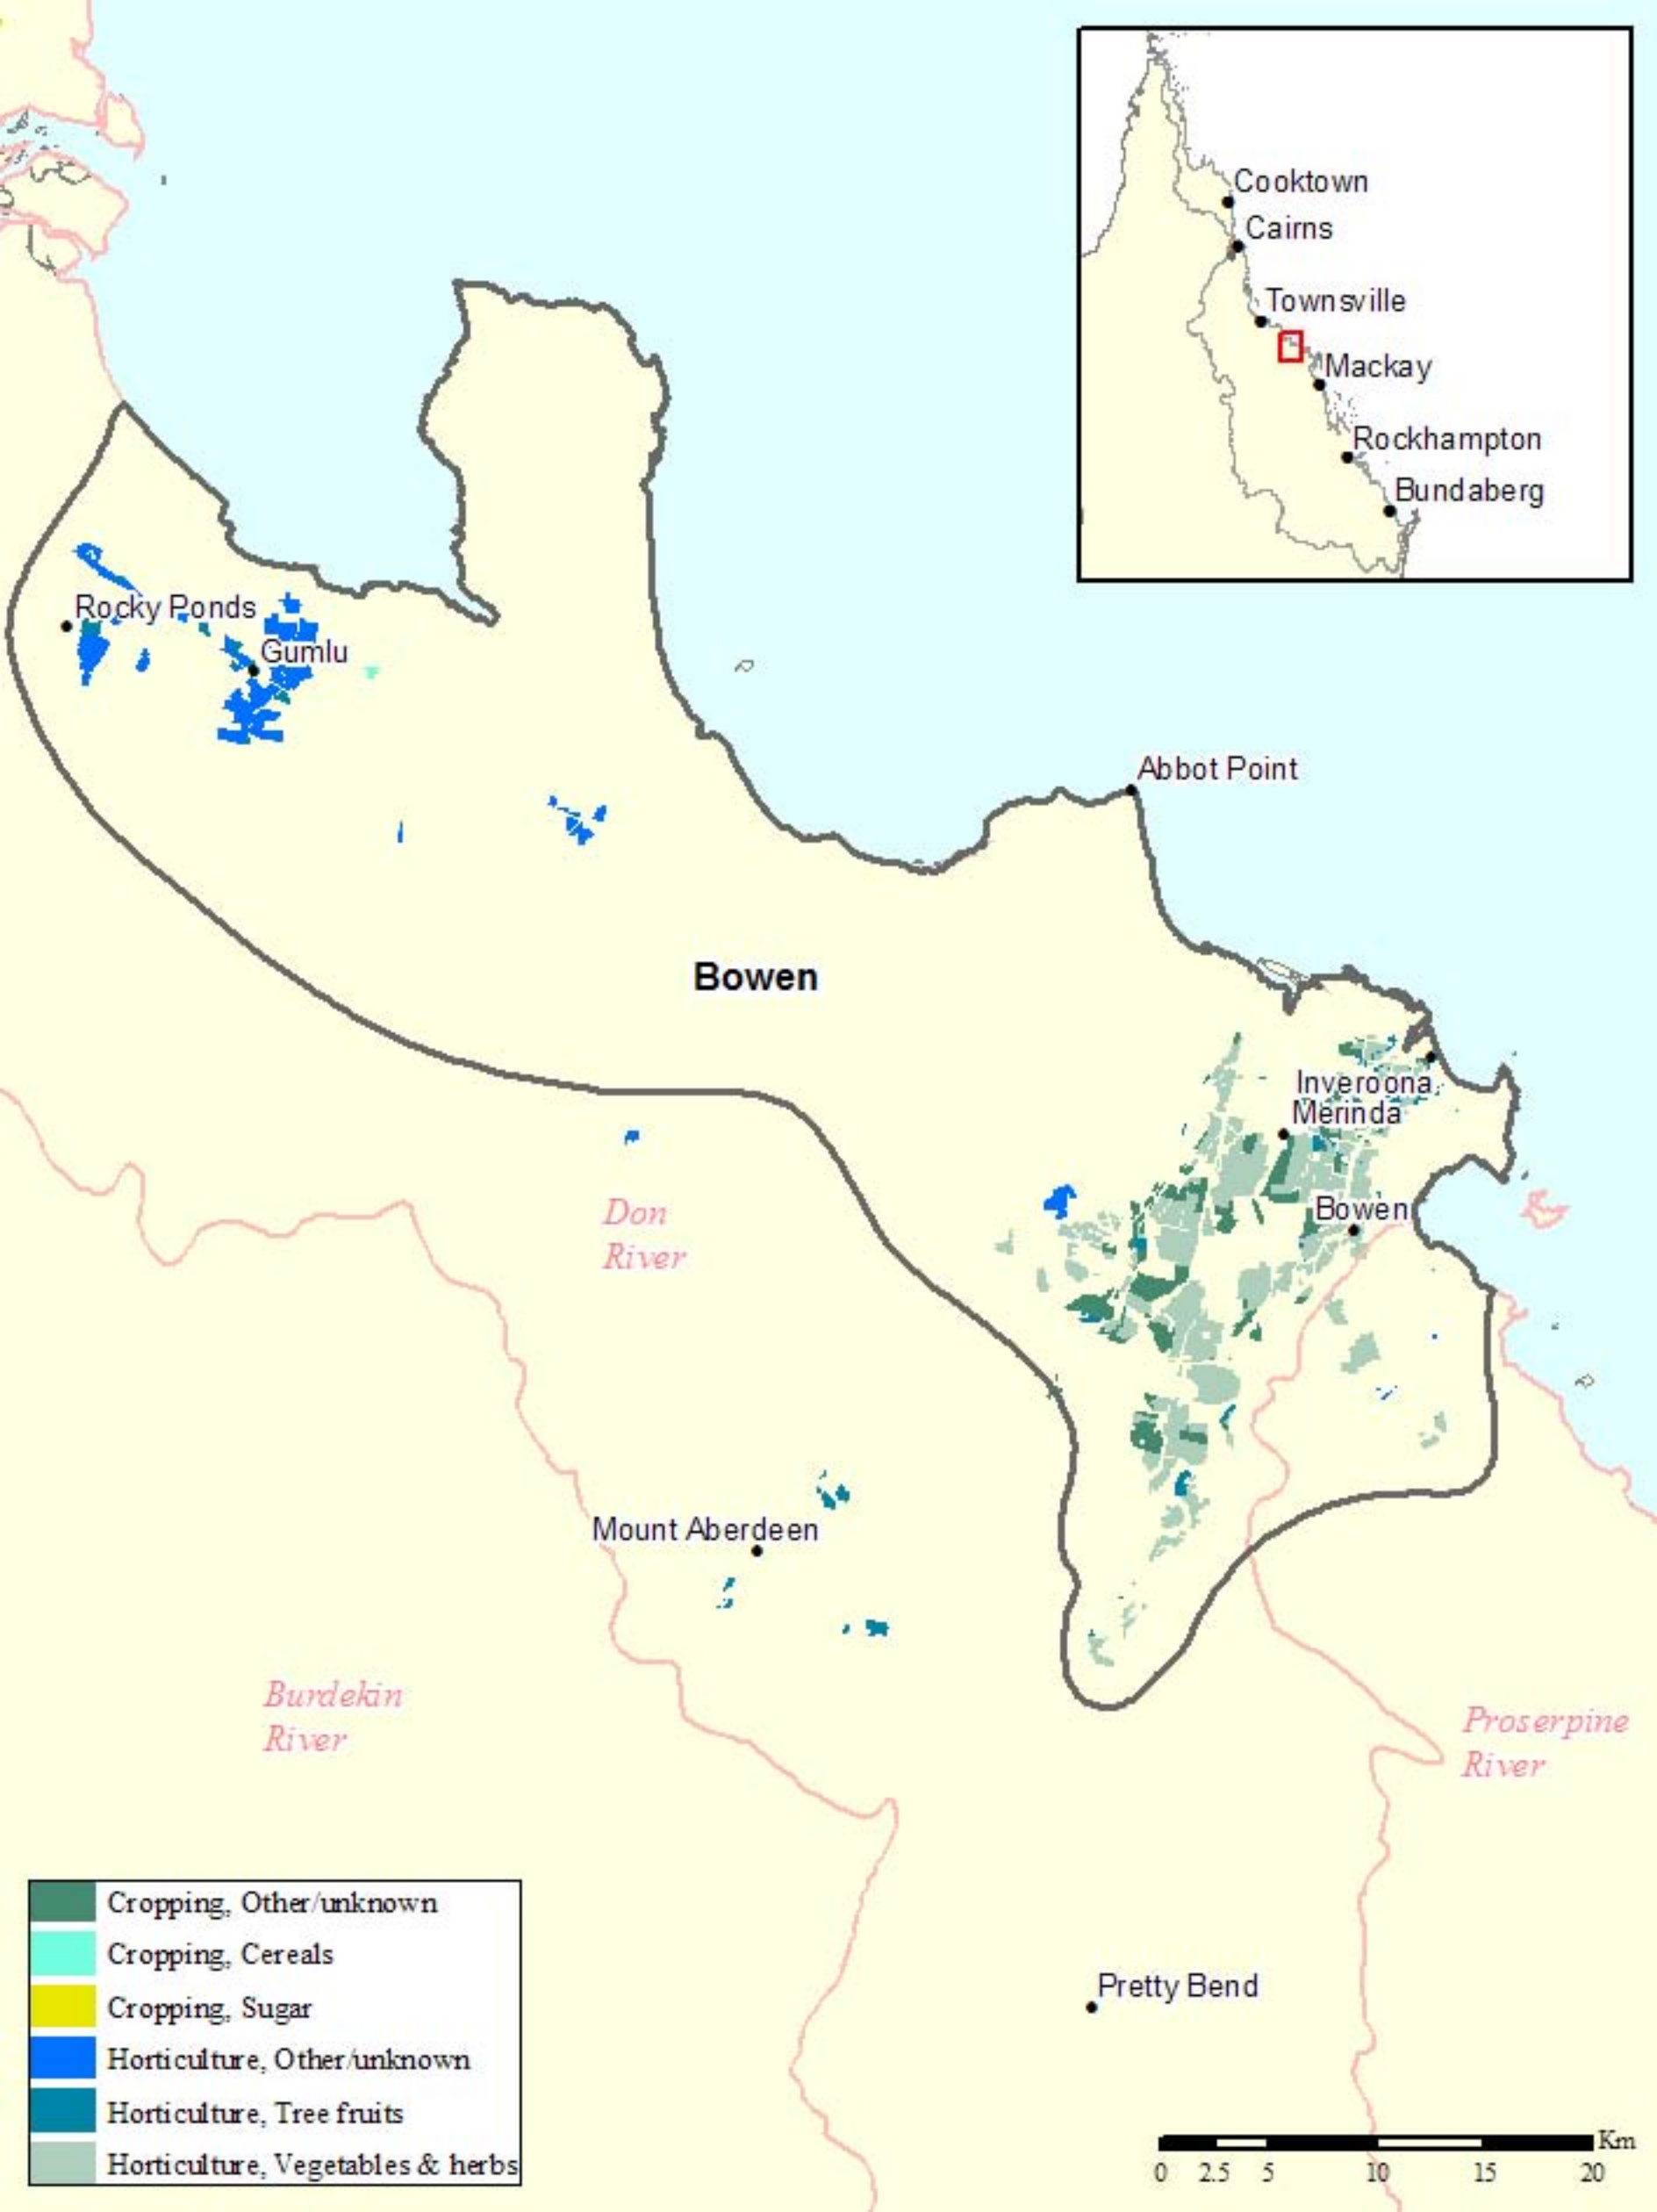 Cooktown
Cairns
Townsville
Mackay
Rockhampton
Bundaberg
Rocky Ponds
Gumlu
Abbot Point
Bowen
Inveroona
Merinda
Bowen
Don
River
Mount Aberdeen
Burdekin
River
Proserpine
River
Pretty Bend
Cropping, Other/unknown
Cropping, Cereals
Cropping, Sugar
Horticulture, Other/unknown
Horticulture, Tree fruits
Horticulture, Vegetables & herbs
Km
0 2.5 5 10 15 20